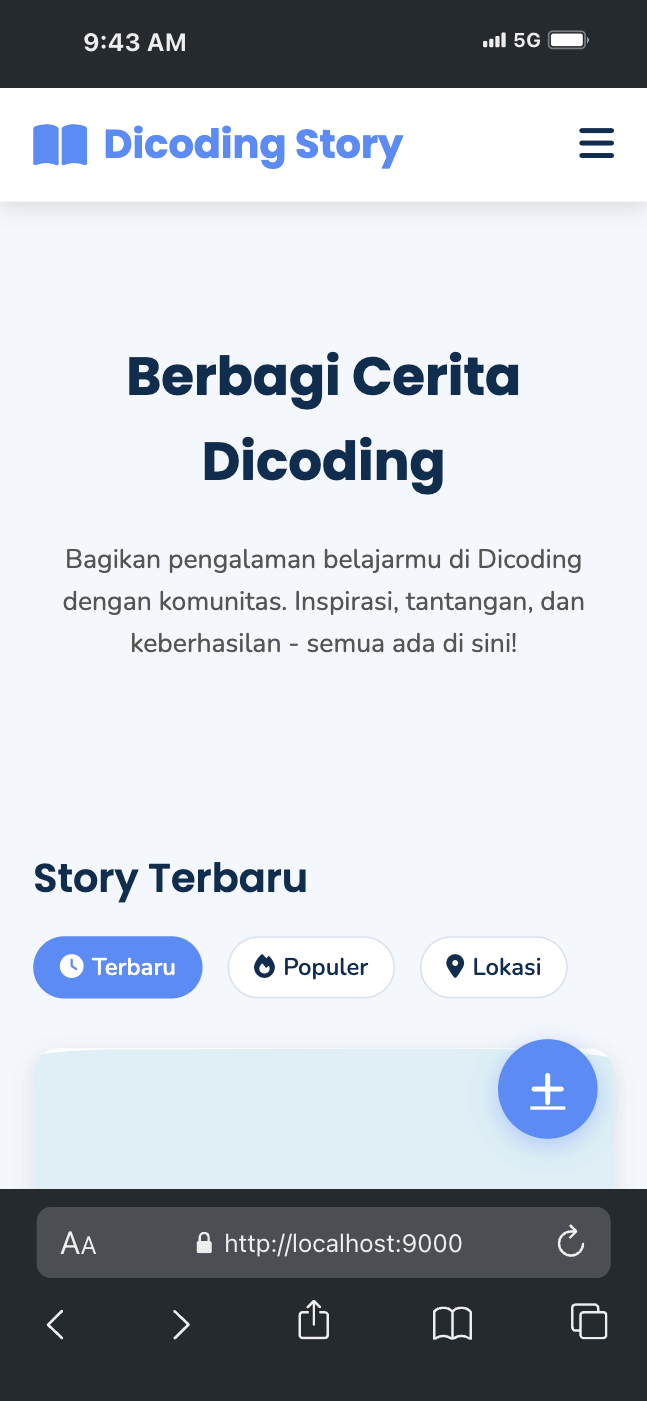 9:43 AM
5G
Dicoding Story
Berbagi Cerita
Dicoding
Bagikan pengalaman belajarmu di Dicoding
dengan komunitas. Inspirasi, tantangan, dan
keberhasilan - semua ada di sini!
Story Terbaru
Terbaru
Populer
Lokasi
AA
http://localhost:9000